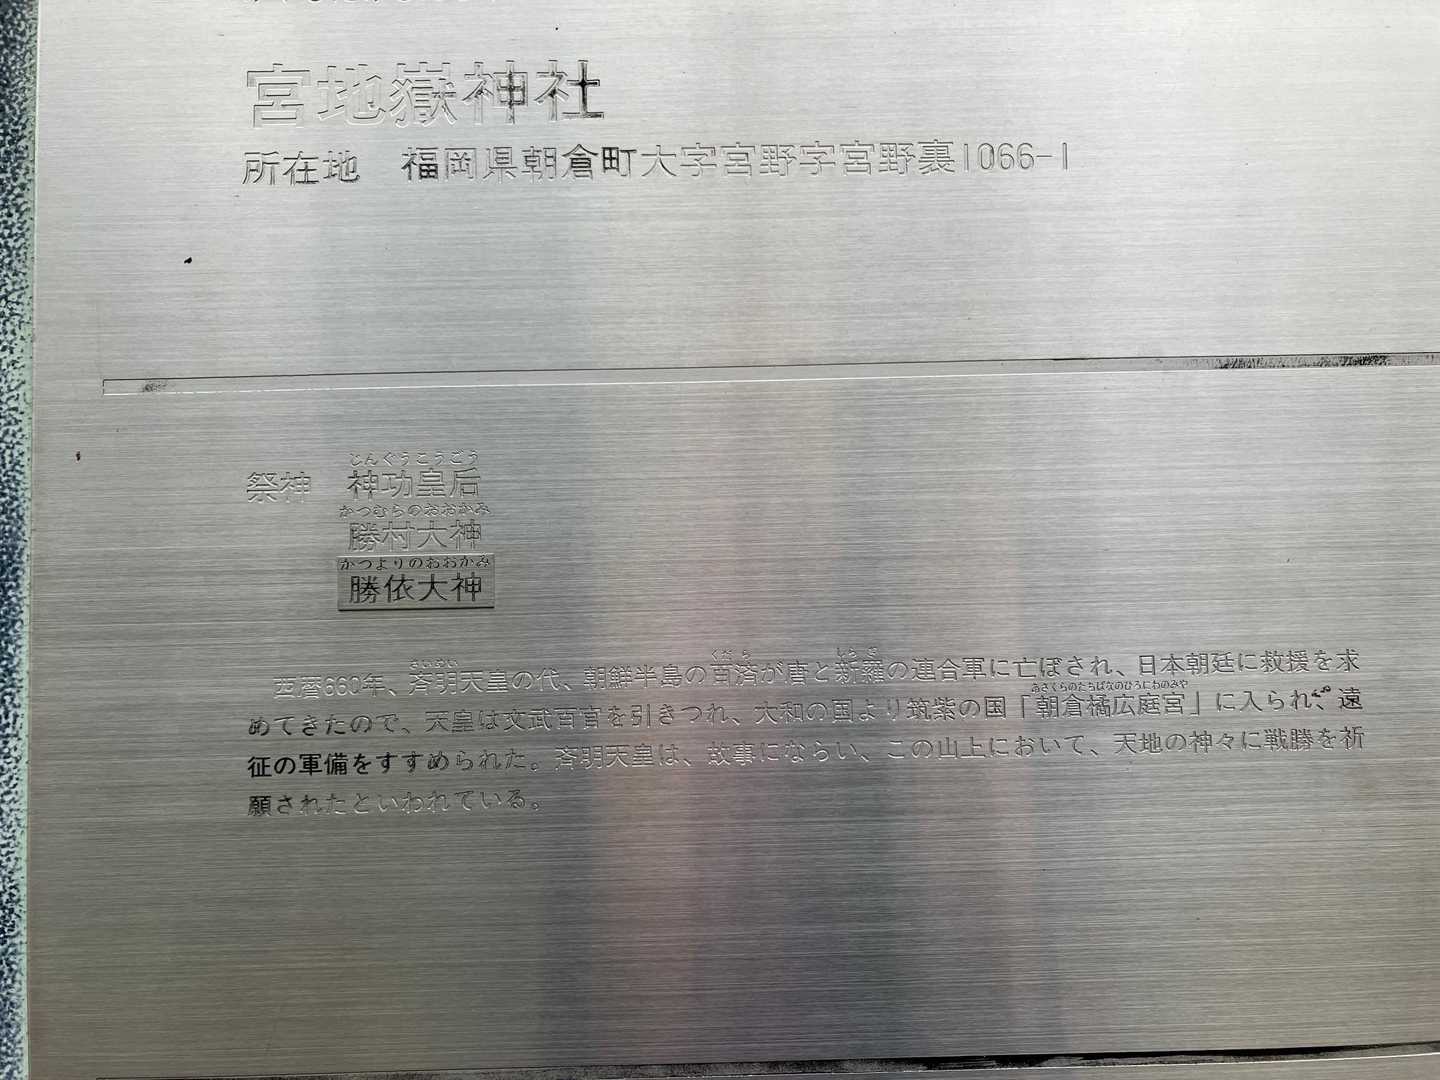 宮地嶽神社
所在地　福岡県朝倉町大字宮野字宮野裏1066-1
じんぐうこうごう
祭神　神功皇后
かつむらのおおかみ
勝村大神
かつよりのおおかみ
勝依大神
さいめい　くだら　しらぎ
西暦660年、斉明天皇の代、朝鮮半島の百済が唐と新羅の連合軍に亡ぼされ、日本朝廷に救援を求
あさくらのたちばなのひろにわのみや
めてきたので、天皇は文武百官を引きつれ、大和の国より筑紫の国「朝倉橘広庭宮」に入られ、遠
征の軍備をすすめられた。斉明天皇は、故事にならい、この山上において、天地の神々に戦勝を祈
願されたといわれている。